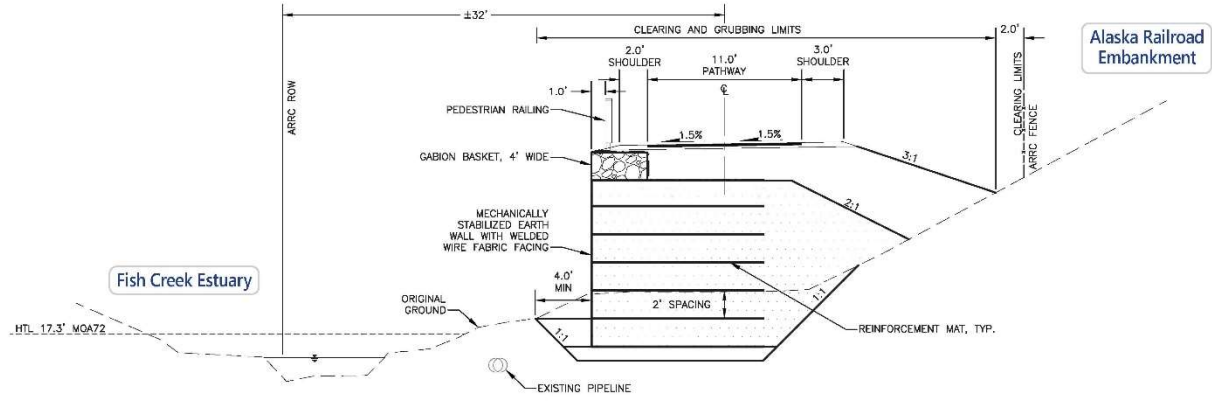 ±32'
CLEARING AND GRUBBING LIMITS
2.0'
Alaska Railroad
Embankment
2.0'
SHOULDER
11.0'
PATHWAY
3.0'
SHOULDER
1.0'
℄
CLEARING LIMITS
ARRC FENCE
ARRC ROW
PEDESTRIAN RAILING
1.5%
1.5%
GABION BASKET, 4' WIDE
3:1
MECHANICALLY
STABILIZED EARTH
WALL WITH WELDED
WIRE FABRIC FACING
2:1
Fish Creek Estuary
4.0'
MIN
ORIGINAL
GROUND
2' SPACING
1:1
HTL 17.3' MOA72
1:1
REINFORCEMENT MAT, TYP.
EXISTING PIPELINE